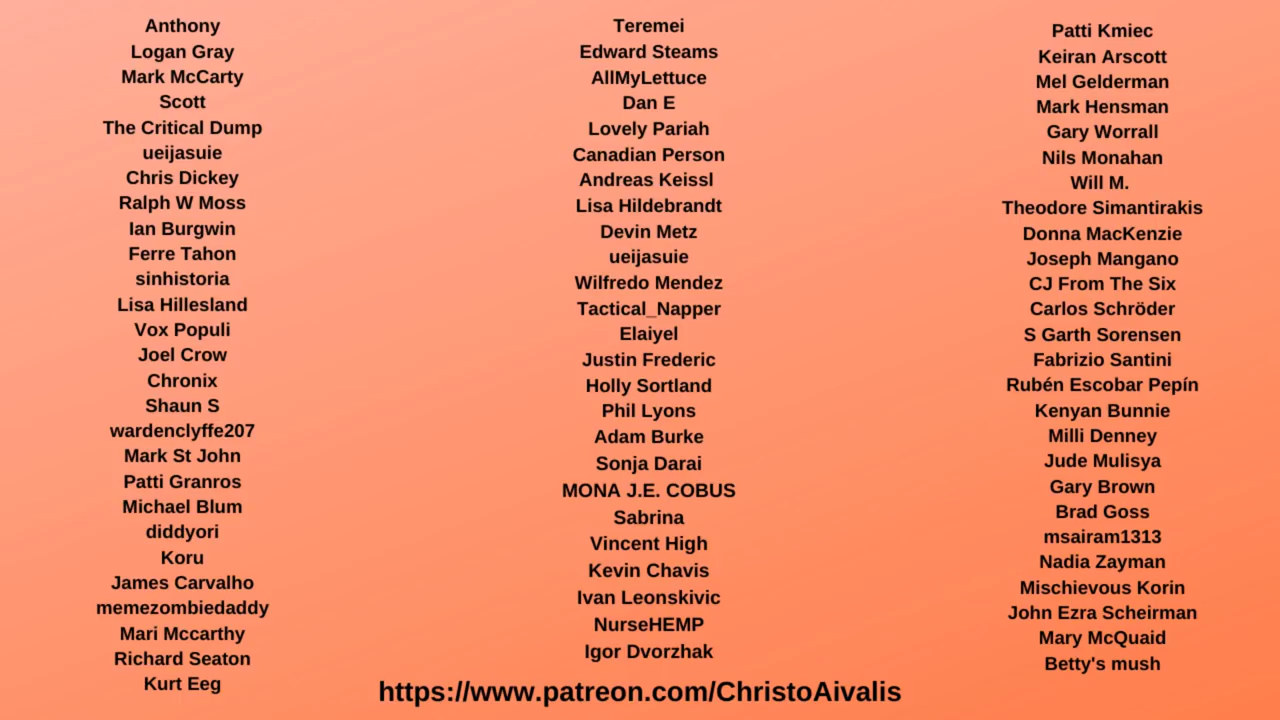 Anthony
Logan Gray
Mark McCarty
Scott
The Critical Dump
ueijasuie
Chris Dickey
Ralph W Moss
Ian Burgwin
Ferre Tahon
sinhistoria
Lisa Hillesland
Vox Populi
Joel Crow
Chronix
Shaun S
wardenclyffe207
Mark St John
Patti Granros
Michael Blum
diddyori
Koru
James Carvalho
memezombiedaddy
Mari Mccarthy
Richard Seaton
Kurt Eeg
Teremei
Edward Steams
AllMyLettuce
Dan E
Lovely Pariah
Canadian Person
Andreas Keissl
Lisa Hildebrandt
Devin Metz
ueijasuie
Wilfredo Mendez
Tactical_Napper
Elaiyel
Justin Frederic
Holly Sortland
Phil Lyons
Adam Burke
Sonja Darai
MONA J.E. COBUS
Sabrina
Vincent High
Kevin Chavis
Ivan Leonskivic
NurseHEMP
Igor Dvorzhak
Patti Kmiec
Keiran Arscott
Mel Gelderman
Mark Hensman
Gary Worrall
Nils Monahan
Will M.
Theodore Simantirakis
Donna MacKenzie
Joseph Mangano
CJ From The Six
Carlos Schröder
S Garth Sorensen
Fabrizio Santini
Rubén Escobar Pepín
Kenyan Bunnie
Milli Denney
Jude Mulisya
Gary Brown
Brad Goss
msairam1313
Nadia Zayman
Mischievous Korin
John Ezra Scheirman
Mary McQuaid
Betty's mush
https://www.patreon.com/ChristoAivalis